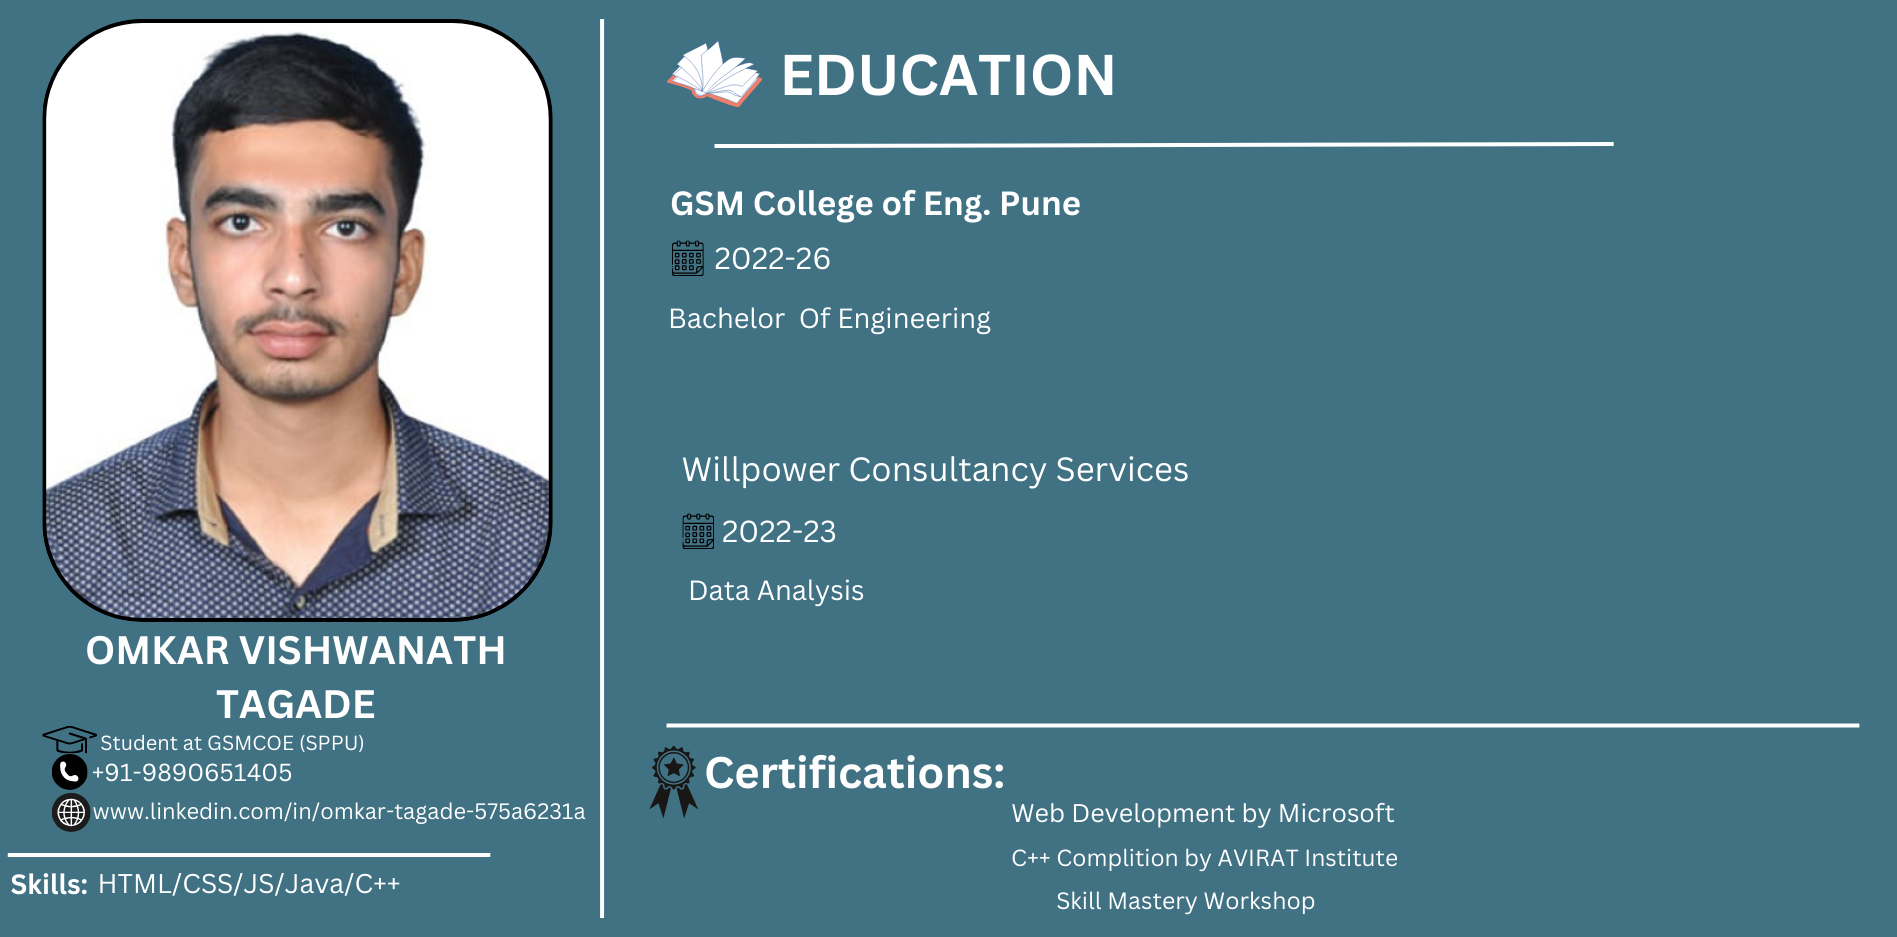 OMKAR VISHWANATH
TAGADE
Student at GSMCOE (SPPU)
+91-9890651405
www.linkedin.com/in/omkar-tagade-575a6231a
Skills: HTML/CSS/JS/Java/C++
EDUCATION
GSM College of Eng. Pune
2022-26
Bachelor Of Engineering
Willpower Consultancy Services
2022-23
Data Analysis
Certifications:
Web Development by Microsoft
C++ Complition by AVIRAT Institute
Skill Mastery Workshop